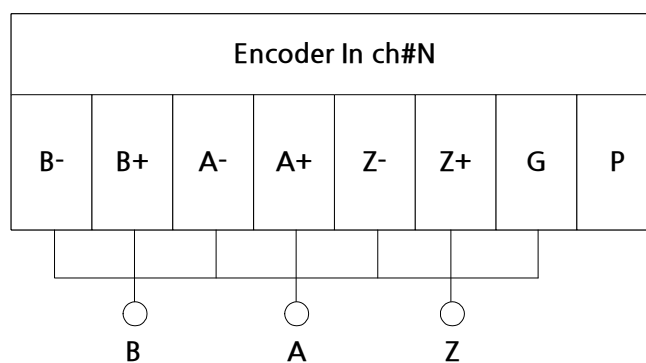 Encoder In ch#N
B- B+ A- A+ Z- Z+ G P
B A Z